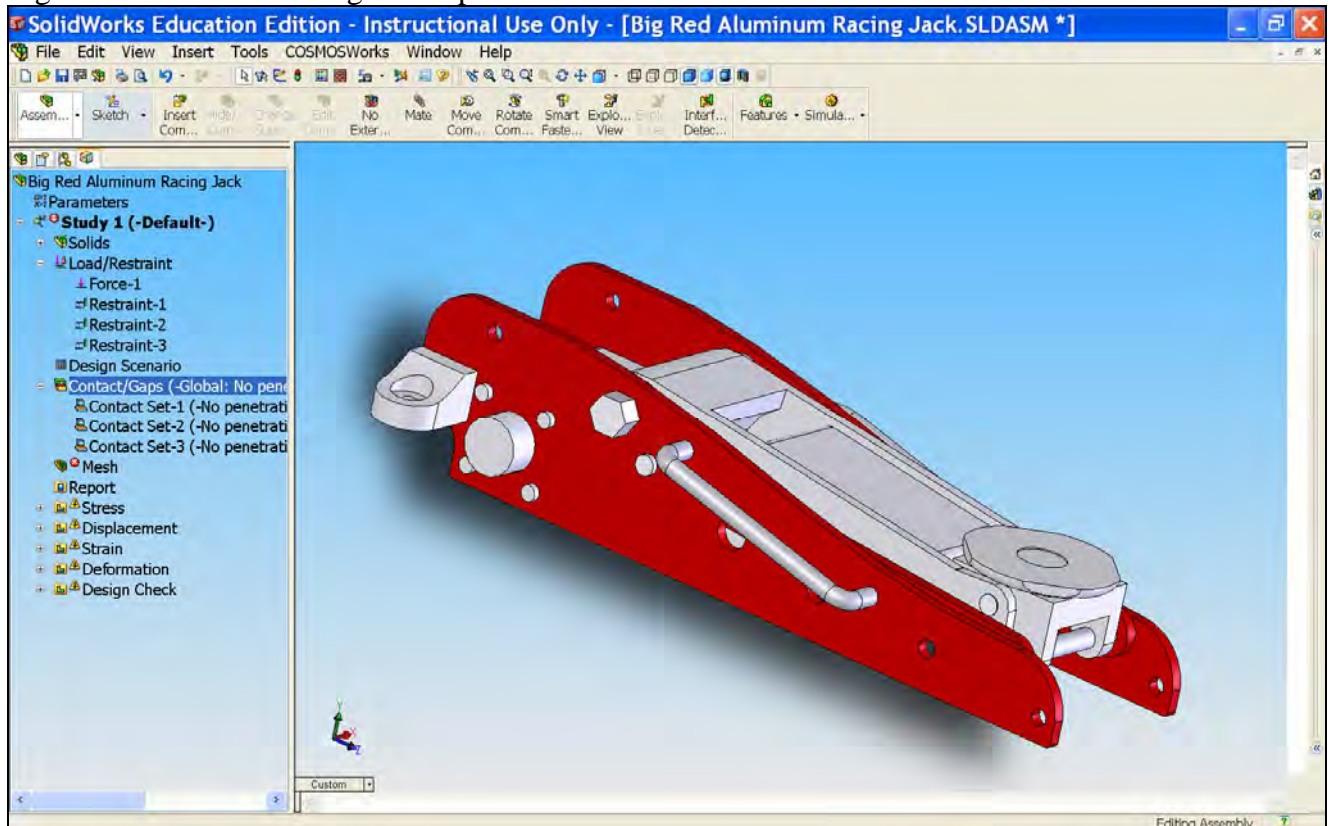 SolidWorks Education Edition - Instructional Use Only - [Big Red Aluminum Racing Jack.SLDASM *]
File Edit View Insert Tools COSMOSWorks Window Help
Assem... Sketch Insert Com... No Exter... Mate Move Com... Rotate Com... Smart Faste... Explo... View Interf... Detec... Features Simula...
Big Red Aluminum Racing Jack
Parameters
Study 1 (-Default-)
Solids
Load/Restraint
Force-1
Restraint-1
Restraint-2
Restraint-3
Design Scenario
Contact/Gaps (-Global: No pene
Contact Set-1 (-No penetrati
Contact Set-2 (-No penetrati
Contact Set-3 (-No penetrati
Mesh
Report
Stress
Displacement
Strain
Deformation
Design Check
Y
X
Z
Custom
Editing Assembly